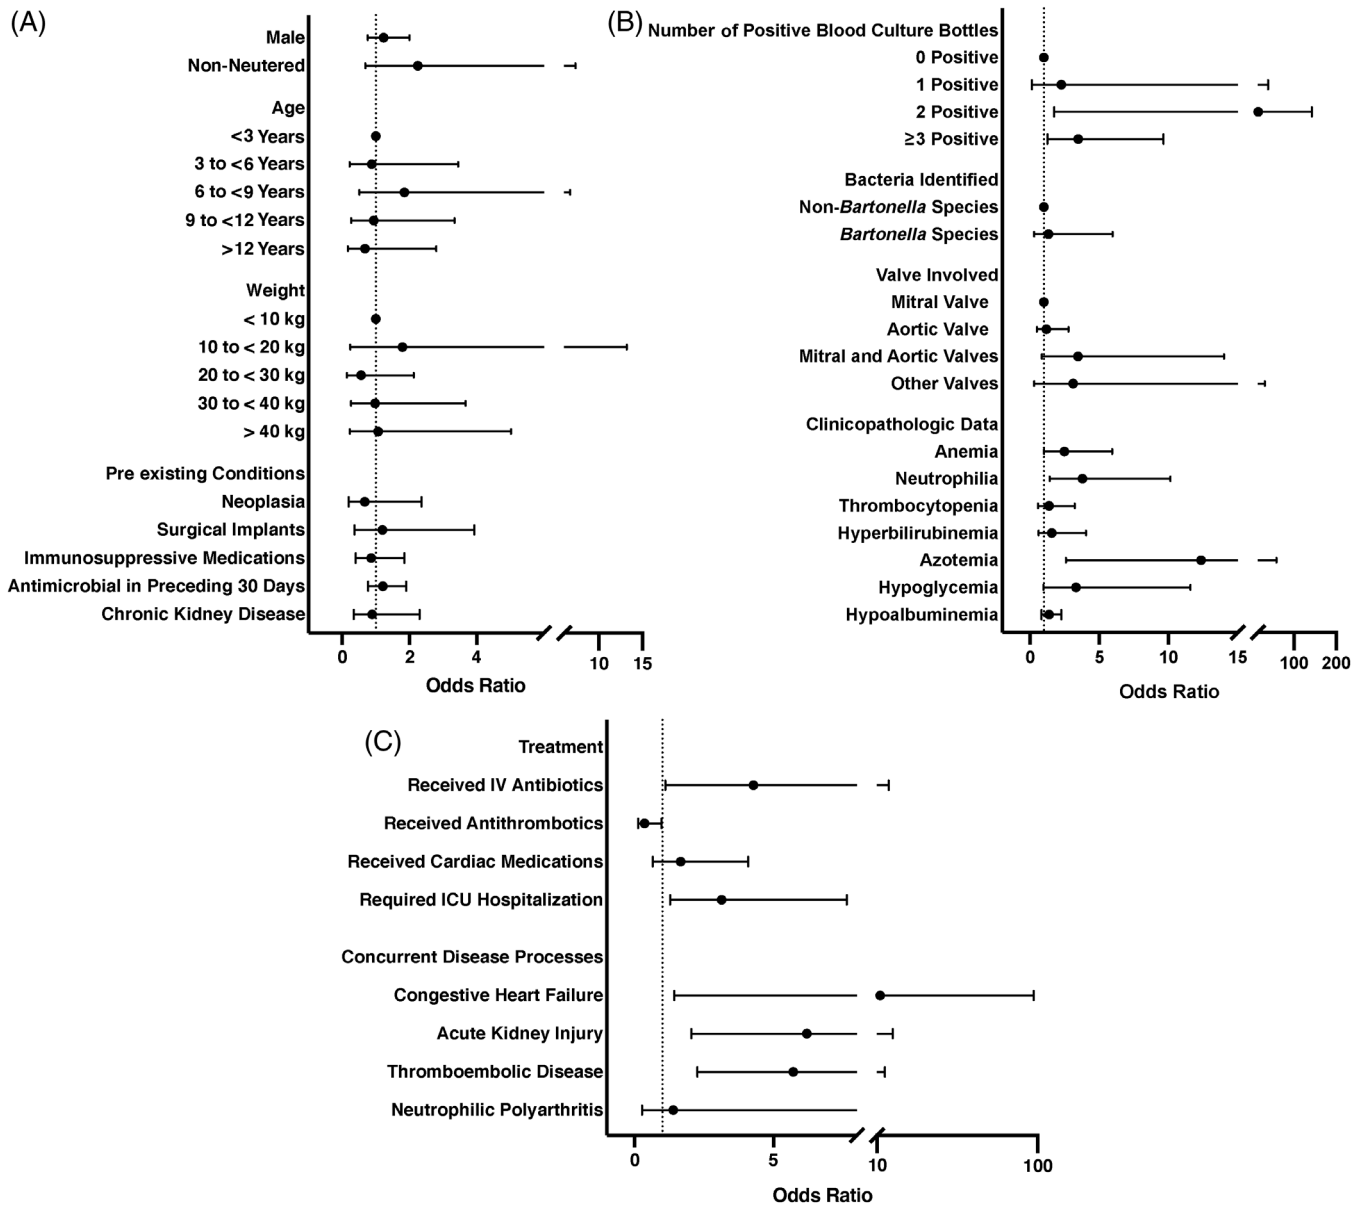 (A)
Male
Non-Neutered
Age
<3 Years
3 to <6 Years
6 to <9 Years
9 to <12 Years
>12 Years
Weight
< 10 kg
10 to < 20 kg
20 to < 30 kg
30 to < 40 kg
> 40 kg
Pre existing Conditions
Neoplasia
Surgical Implants
Immunosuppressive Medications
Antimicrobial in Preceding 30 Days
Chronic Kidney Disease
0 2 4 10 15
Odds Ratio
(B)
Number of Positive Blood Culture Bottles
0 Positive
1 Positive
2 Positive
≥3 Positive
Bacteria Identified
Non-Bartonella Species
Bartonella Species
Valve Involved
Mitral Valve
Aortic Valve
Mitral and Aortic Valves
Other Valves
Clinicopathologic Data
Anemia
Neutrophilia
Thrombocytopenia
Hyperbilirubinemia
Azotemia
Hypoglycemia
Hypoalbuminemia
0 5 10 15 100 200
Odds Ratio
(C)
Treatment
Received IV Antibiotics
Received Antithrombotics
Received Cardiac Medications
Required ICU Hospitalization
Concurrent Disease Processes
Congestive Heart Failure
Acute Kidney Injury
Thromboembolic Disease
Neutrophilic Polyarthritis
0 5 10 100
Odds Ratio